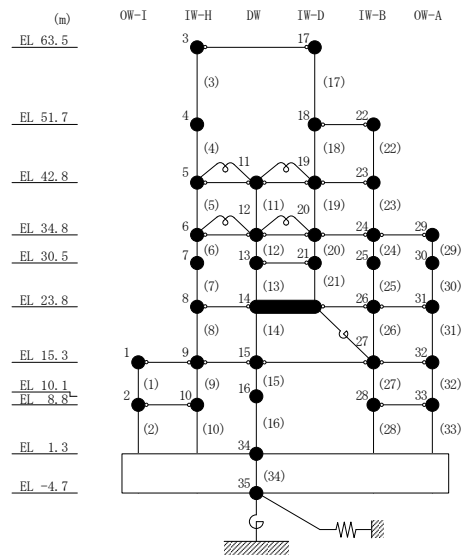 (m) OW-I IW-H DW IW-D IW-B OW-A
EL 63.5 3 17
(3) (17)
EL 51.7 4 18 22
(4) (18) (22)
EL 42.8 5 11 19 23
(5) (11) (19) (23)
EL 34.8 6 12 20 24 29
(6) (12) (20) (24) (29)
EL 30.5 7 13 21 25 30
(7) (13) (21) (25) (30)
EL 23.8 8 14 26 31
(8) (14) (26) (31)
27
EL 15.3 1 9 15 32
(1) (9) (15) (27) (32)
EL 10.1 16
EL 8.8 2 10 28 33
(2) (10) (16) (28) (33)
EL 1.3 34
(34)
EL -4.7 35